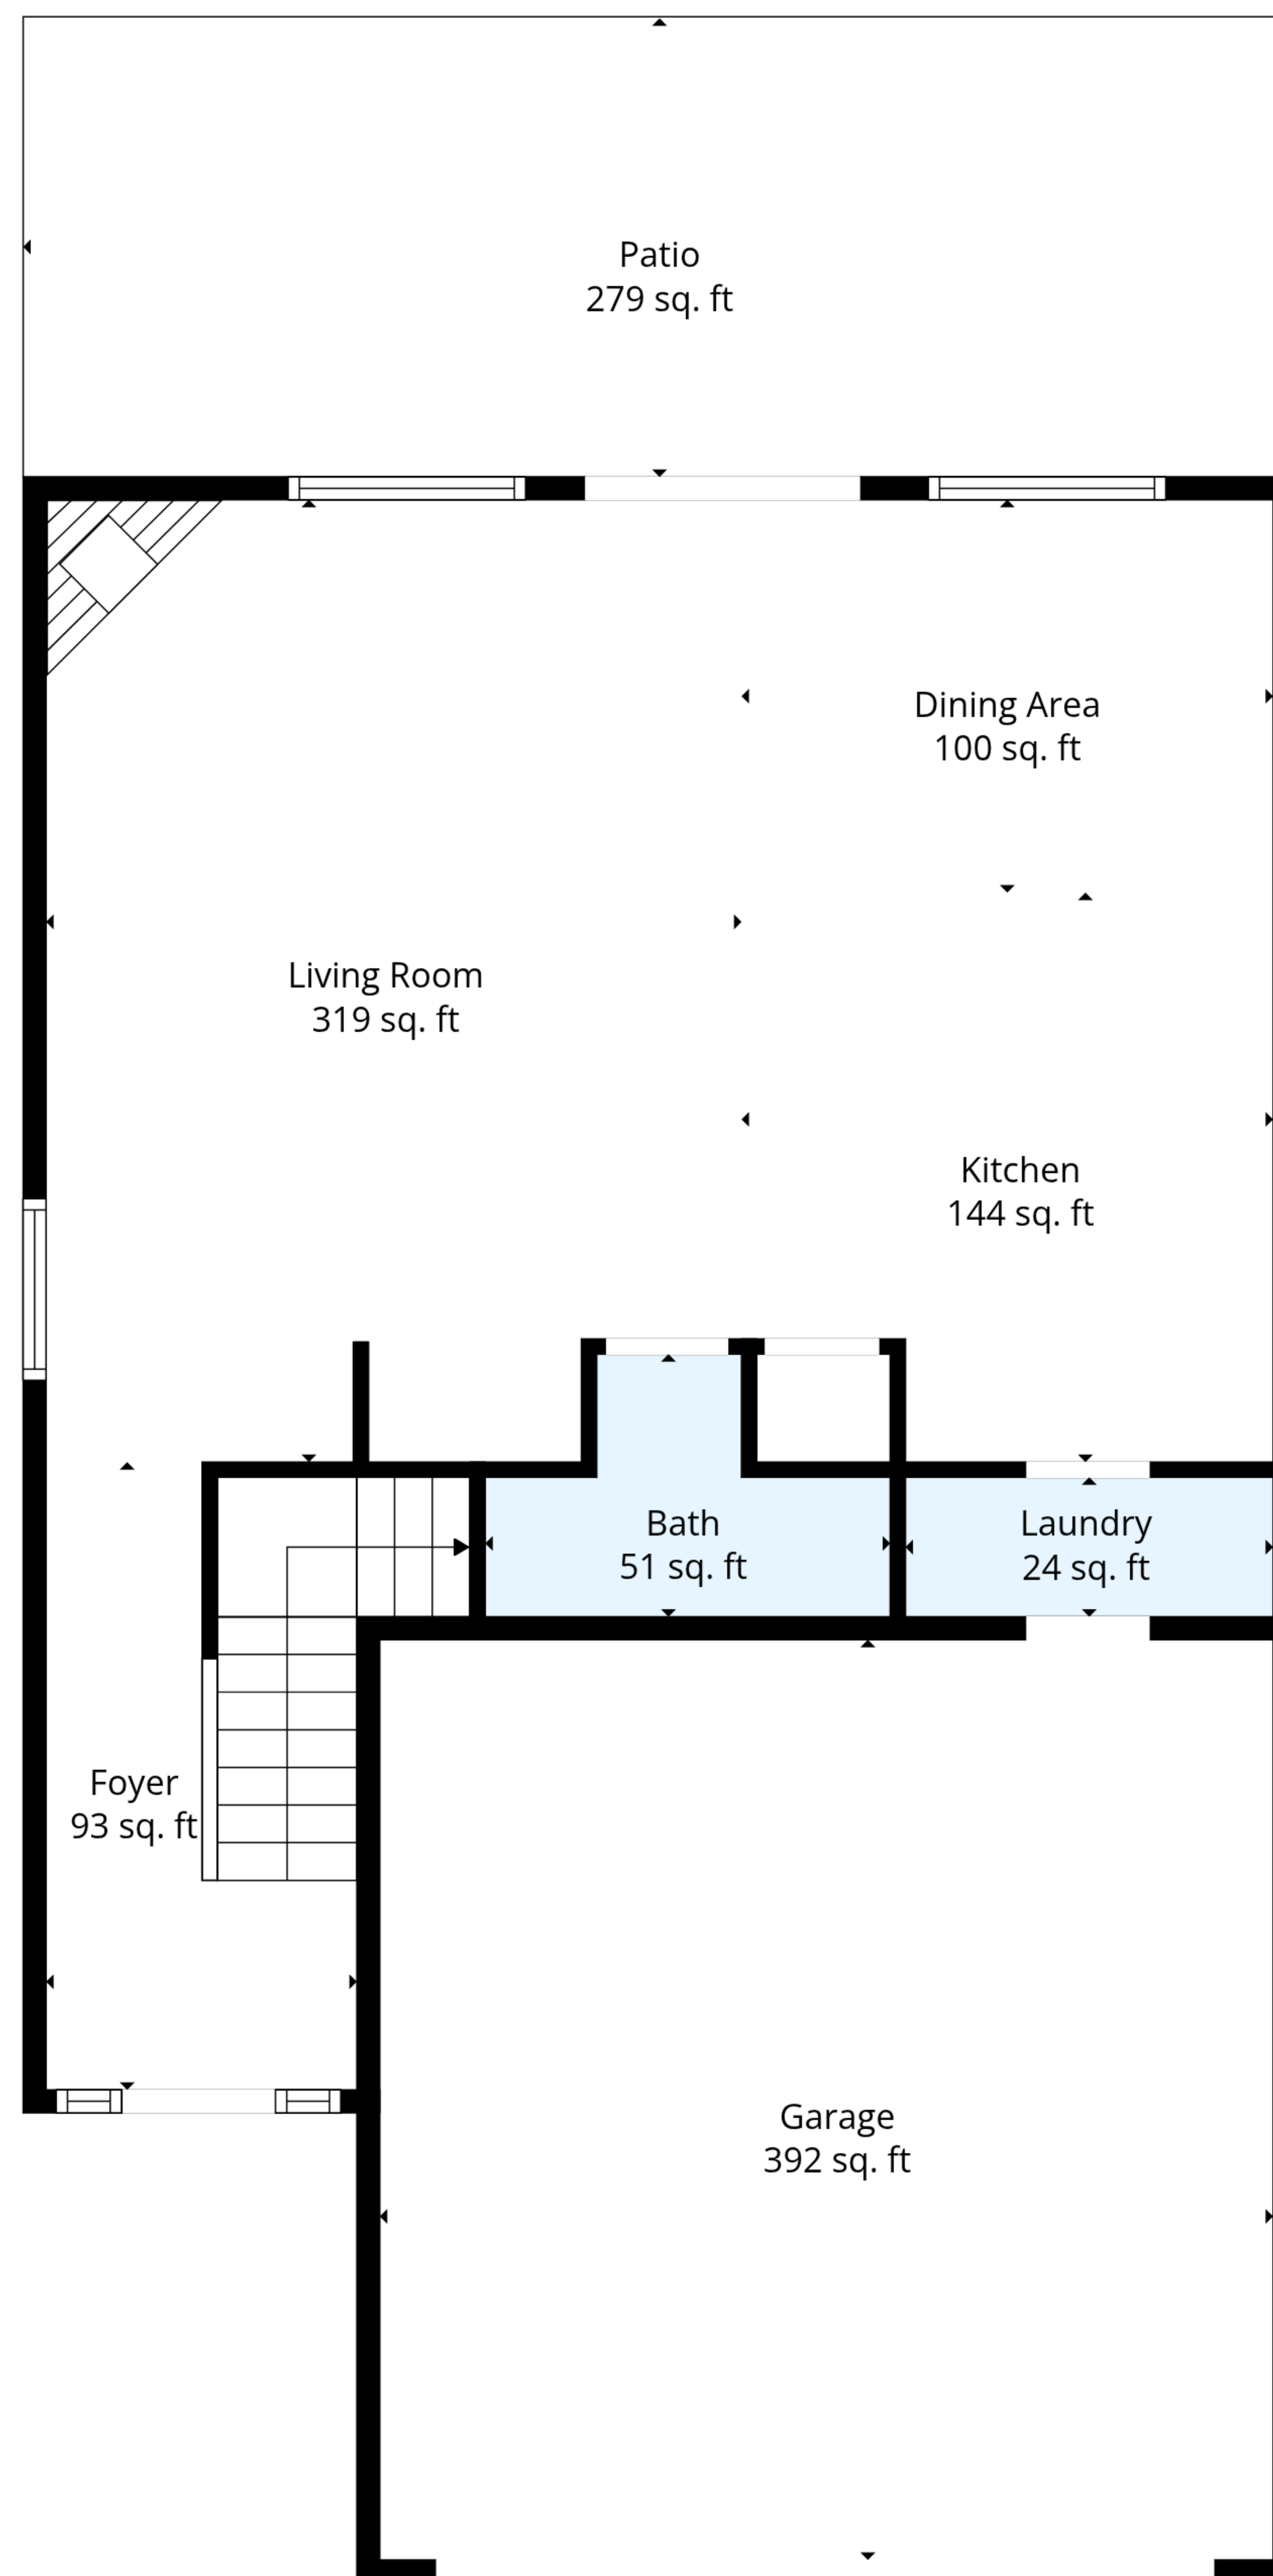 Patio
279 sq. ft
Dining Area
100 sq. ft
Living Room
319 sq. ft
Kitchen
144 sq. ft
Bath
51 sq. ft
Laundry
24 sq. ft
Foyer
93 sq. ft
Garage
392 sq. ft